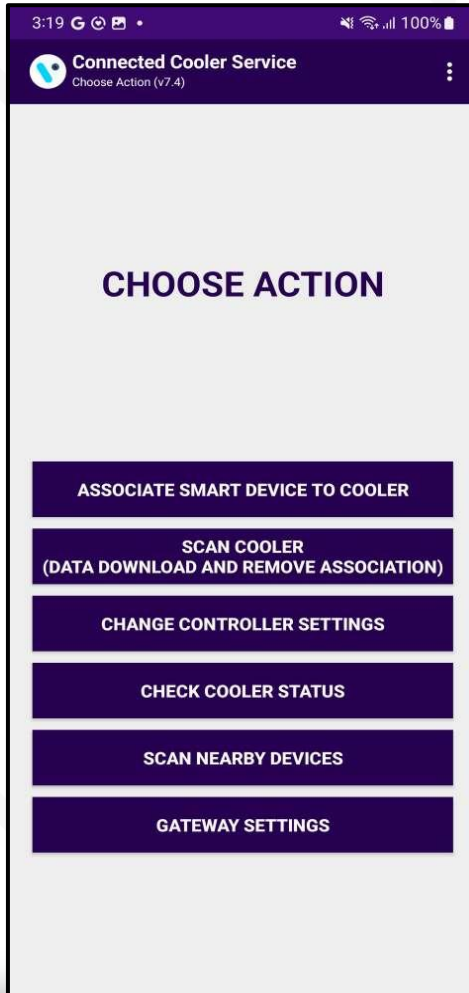 3:19 G 100%
Connected Cooler Service
Choose Action (v7.4)
CHOOSE ACTION
ASSOCIATE SMART DEVICE TO COOLER
SCAN COOLER
(DATA DOWNLOAD AND REMOVE ASSOCIATION)
CHANGE CONTROLLER SETTINGS
CHECK COOLER STATUS
SCAN NEARBY DEVICES
GATEWAY SETTINGS